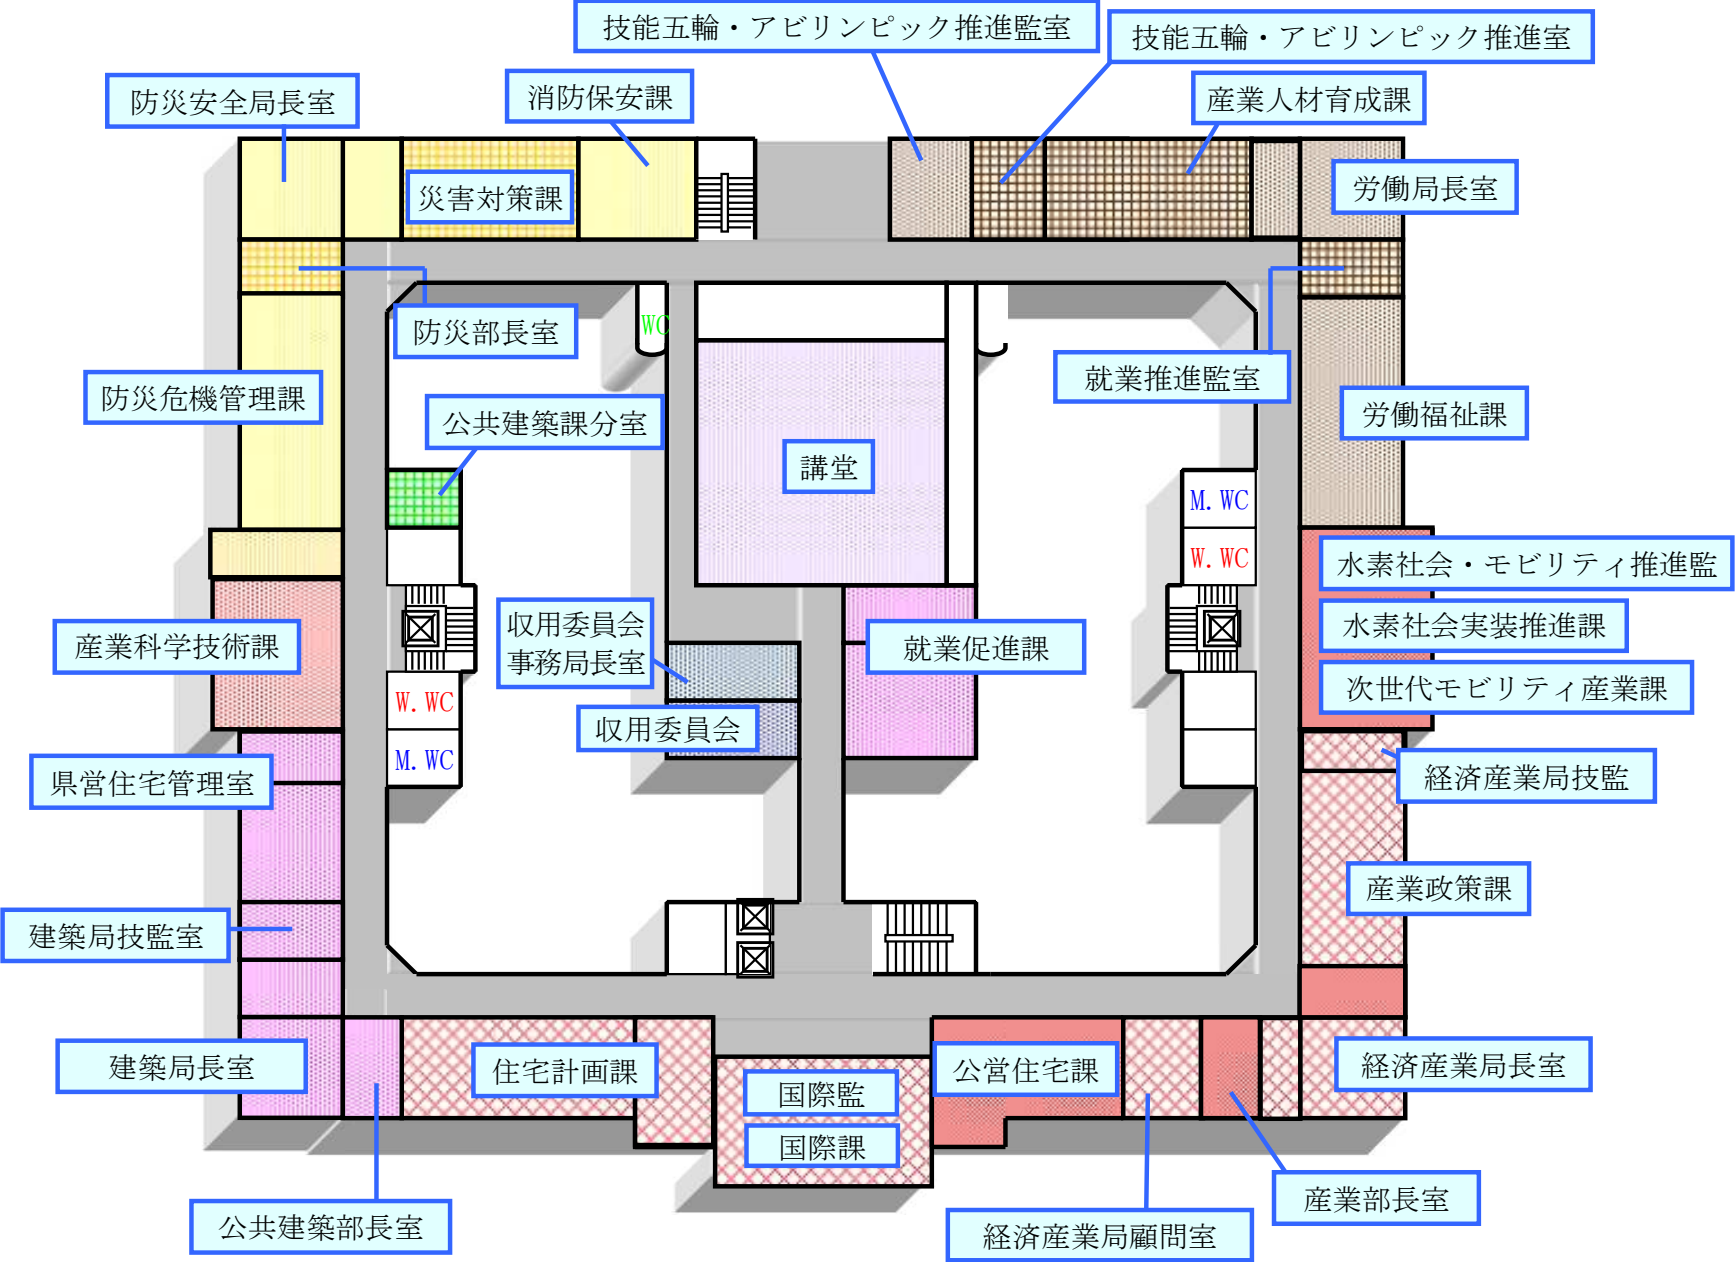 技能五輪・アビリンピック推進監室
技能五輪・アビリンピック推進室
防災安全局長室
消防保安課
産業人材育成課
災害対策課
労働局長室
防災部長室
WC
就業推進監室
防災危機管理課
公共建築課分室
労働福祉課
講堂
M.WC
W.WC
水素社会・モビリティ推進監
水素社会実装推進課
次世代モビリティ産業課
産業科学技術課
収用委員会
事務局長室
就業促進課
W.WC
収用委員会
M.WC
県営住宅管理室
経済産業局技監
産業政策課
建築局技監室
建築局長室
住宅計画課
国際監
国際課
公営住宅課
経済産業局長室
公共建築部長室
産業部長室
経済産業局顧問室